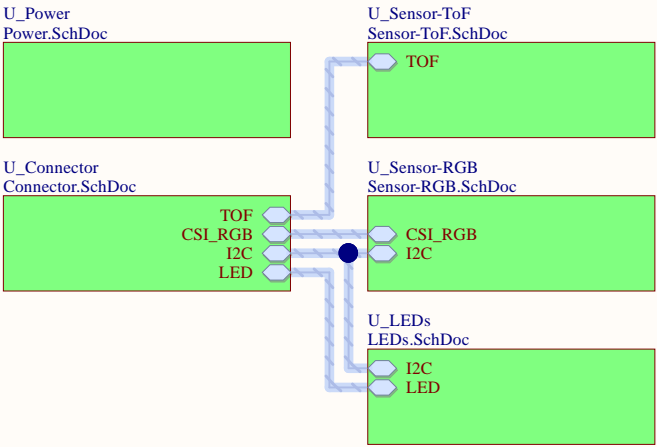 U_Power
Power.SchDoc
U_Sensor-ToF
Sensor-ToF.SchDoc
TOF
U_Connector
Connector.SchDoc
TOF
CSI_RGB
I2C
LED
U_Sensor-RGB
Sensor-RGB.SchDoc
CSI_RGB
I2C
U_LEDs
LEDs.SchDoc
I2C
LED